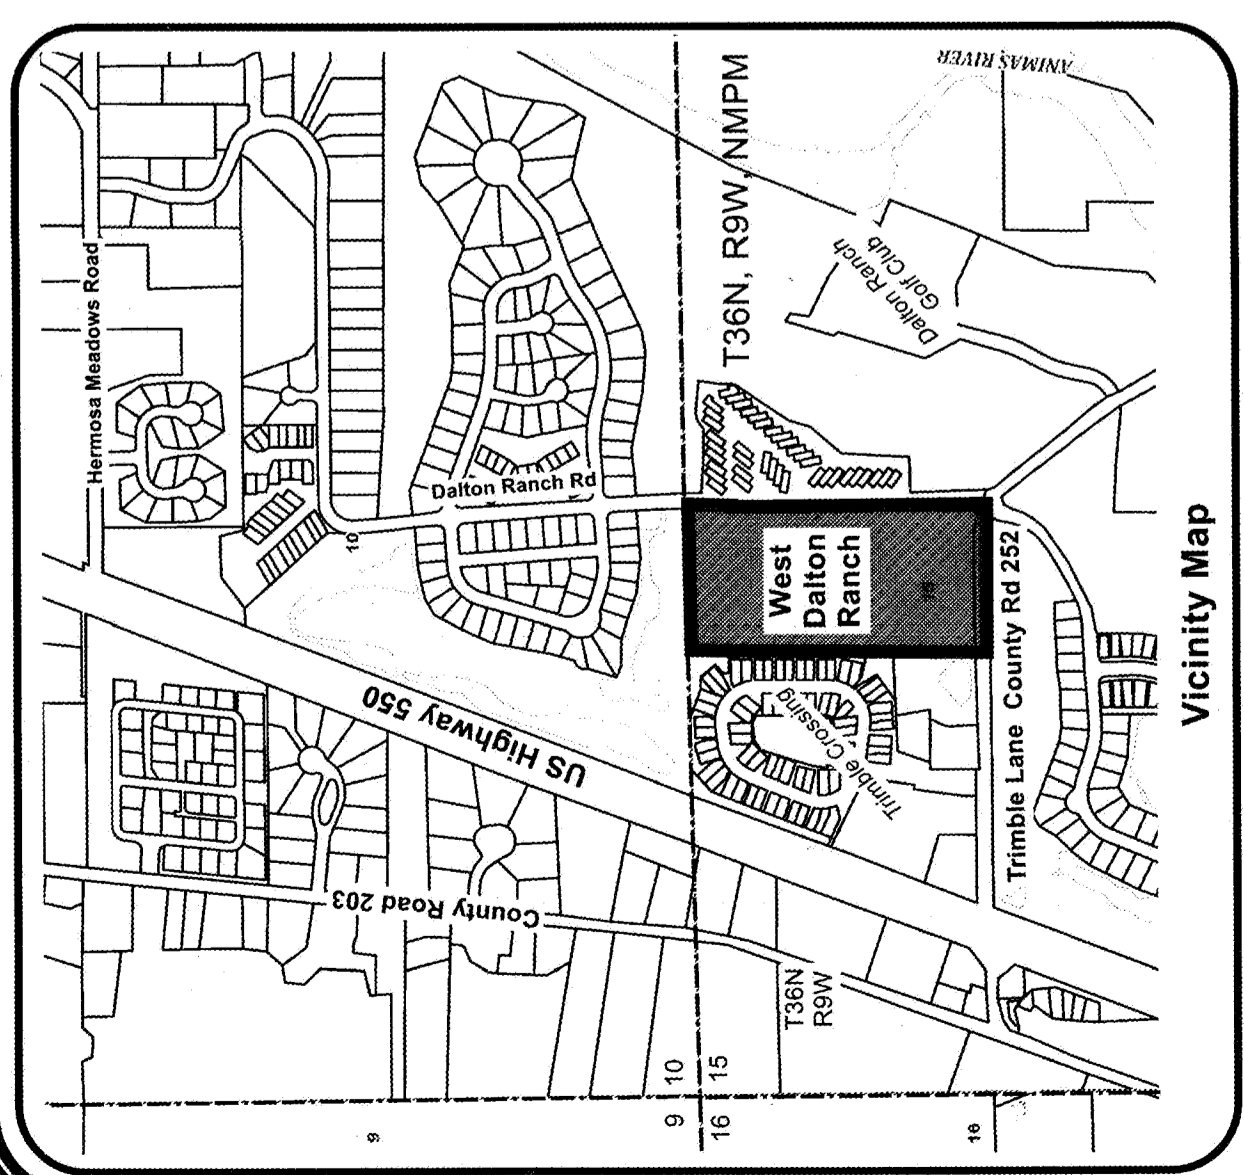 Hermosa Meadows Road
10
Dalton Ranch Rd
US Highway 550
County Road 203
T36N, R9W, NMPM
ANIMAS RIVER
Dalton Ranch
Golf Club
West
Dalton
Ranch
Trimble Crossing
Trimble Lane County Rd 252
T36N
R9W
9
10
9
15
16
16
Vicinity Map